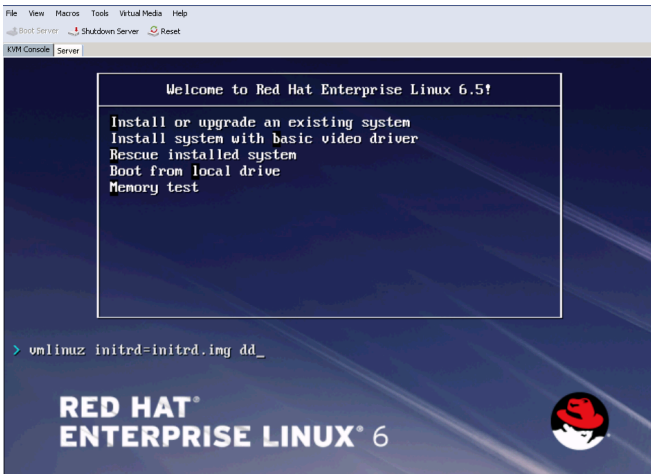 File View Macros Tools Virtual Media Help
Boot Server Shutdown Server Reset
KVM Console Server
Welcome to Red Hat Enterprise Linux 6.5!
Install or upgrade an existing system
Install system with basic video driver
Rescue installed system
Boot from local drive
Memory test
> vmlinuz initrd=initrd.img dd_
RED HAT®
ENTERPRISE LINUX® 6